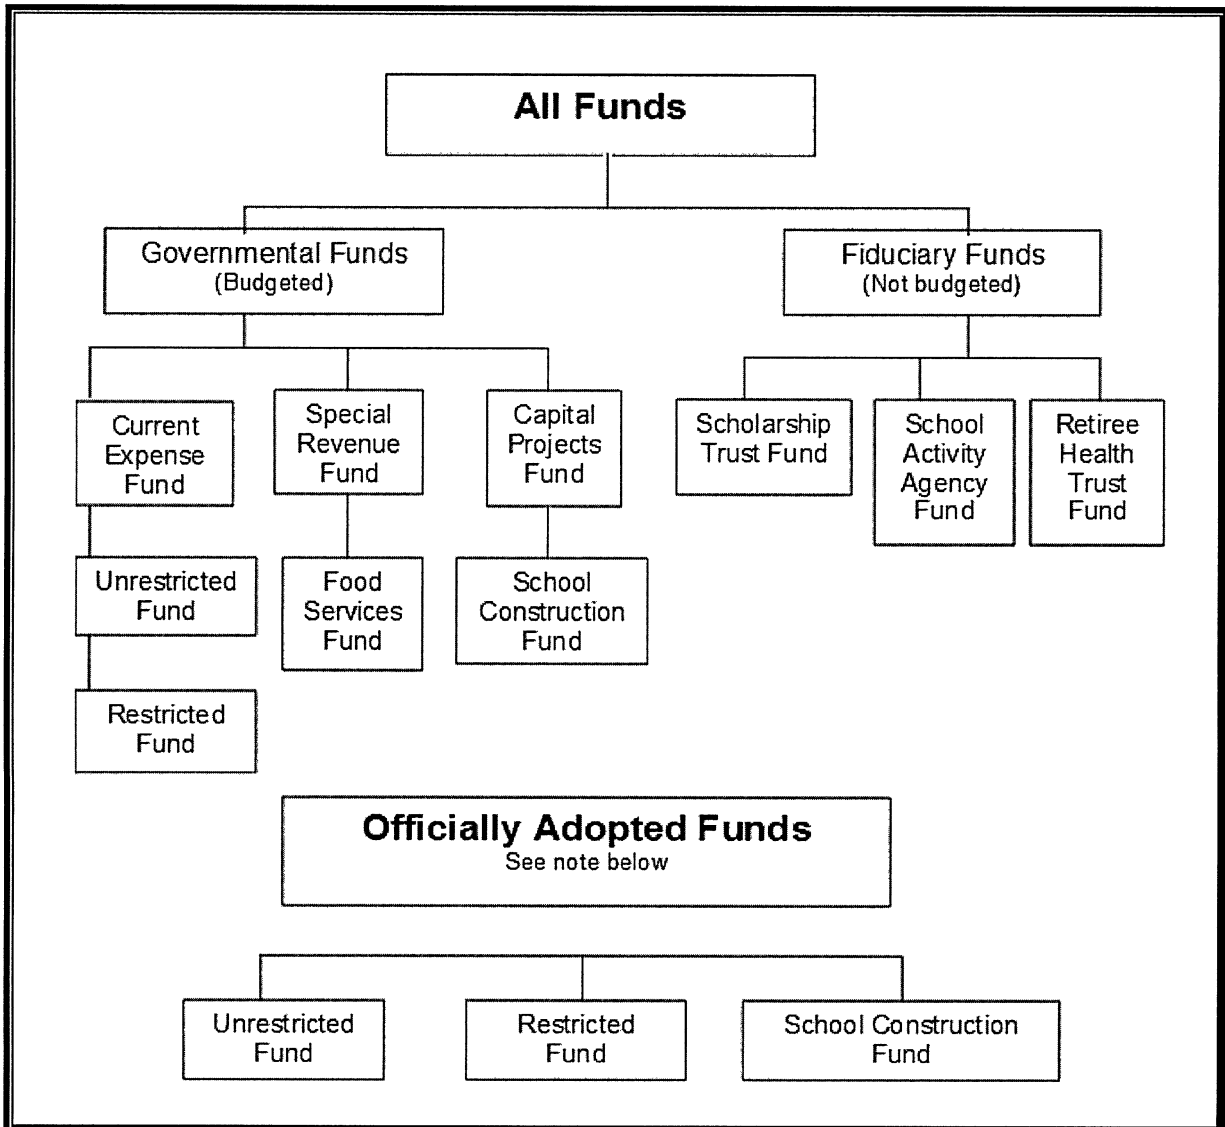 All Funds
Governmental Funds
(Budgeted)
Fiduciary Funds
(Not budgeted)
Current
Expense
Fund
Special
Revenue
Fund
Capital
Projects
Fund
Scholarship
Trust Fund
School
Activity
Agency
Fund
Retiree
Health
Trust
Fund
Unrestricted
Fund
Food
Services
Fund
School
Construction
Fund
Restricted
Fund
Officially Adopted Funds
See note below
Unrestricted
Fund
Restricted
Fund
School Construction
Fund